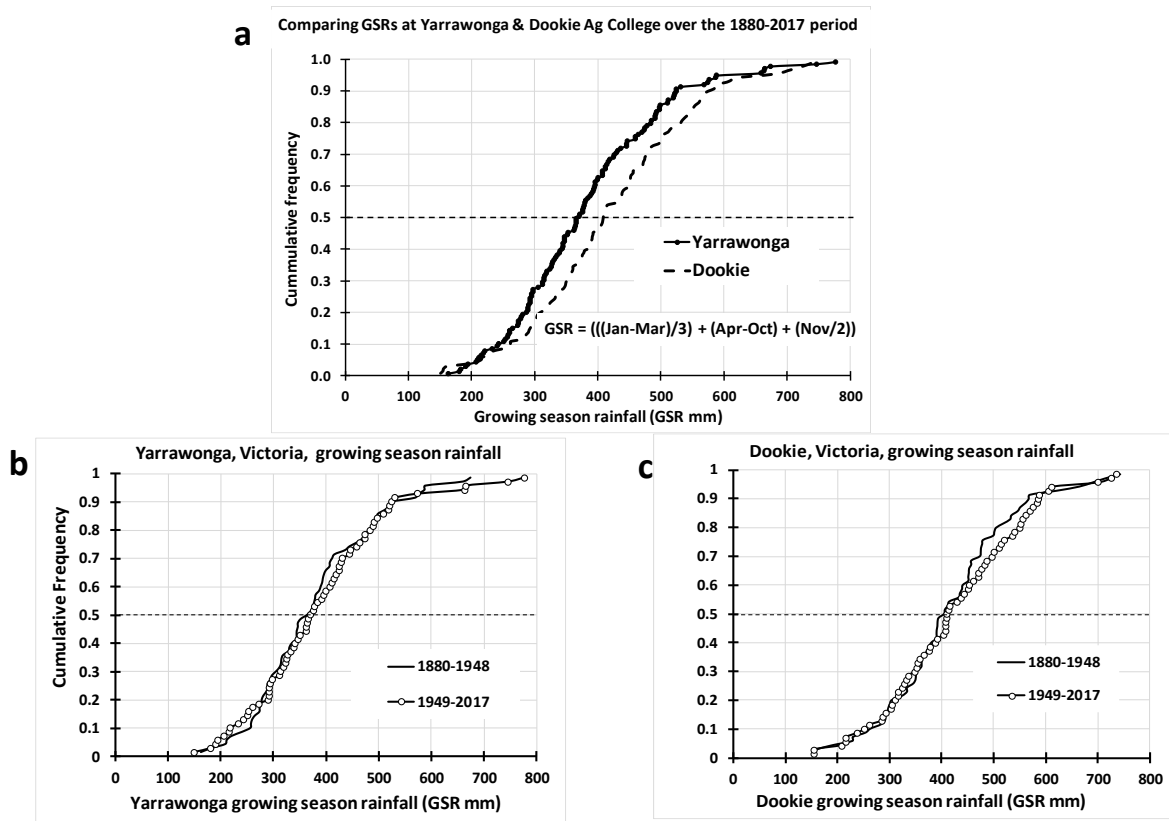 a
Comparing GSRs at Yarrawonga & Dookie Ag College over the 1880-2017 period
Cummulative frequency
1.0
0.9
0.8
0.7
0.6
0.5
0.4
0.3
0.2
0.1
0.0
Yarrawonga
Dookie
GSR = (((Jan-Mar)/3) + (Apr-Oct) + (Nov/2))
0 100 200 300 400 500 600 700 800
Growing season rainfall (GSR mm)
b
Yarrawonga, Victoria, growing season rainfall
Cumulative Frequency
1
0.9
0.8
0.7
0.6
0.5
0.4
0.3
0.2
0.1
0
1880-1948
1949-2017
0 100 200 300 400 500 600 700 800
Yarrawonga growing season rainfall (GSR mm)
c
Dookie, Victoria, growing season rainfall
1
0.9
0.8
0.7
0.6
0.5
0.4
0.3
0.2
0.1
0
1880-1948
1949-2017
0 100 200 300 400 500 600 700 800
Dookie growing season rainfall (GSR mm)